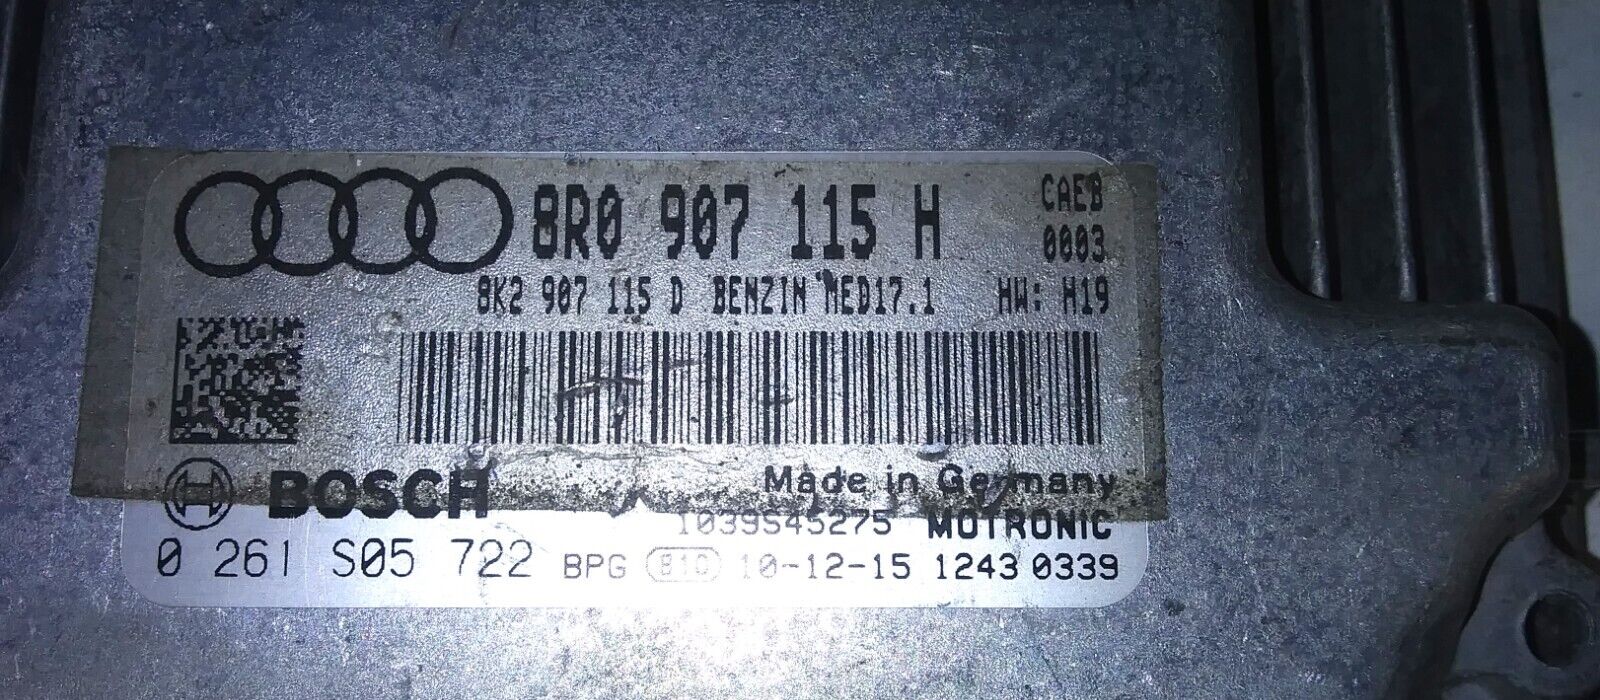 8R0 907 115 H CAEB
0003
8K2 907 115 D BENZIN MED17.1 HW: H19
BOSCH Made in Germany
1039S45275 MOTRONIC
0 261 S05 722 BPG 81C 10-12-15 1243 0339